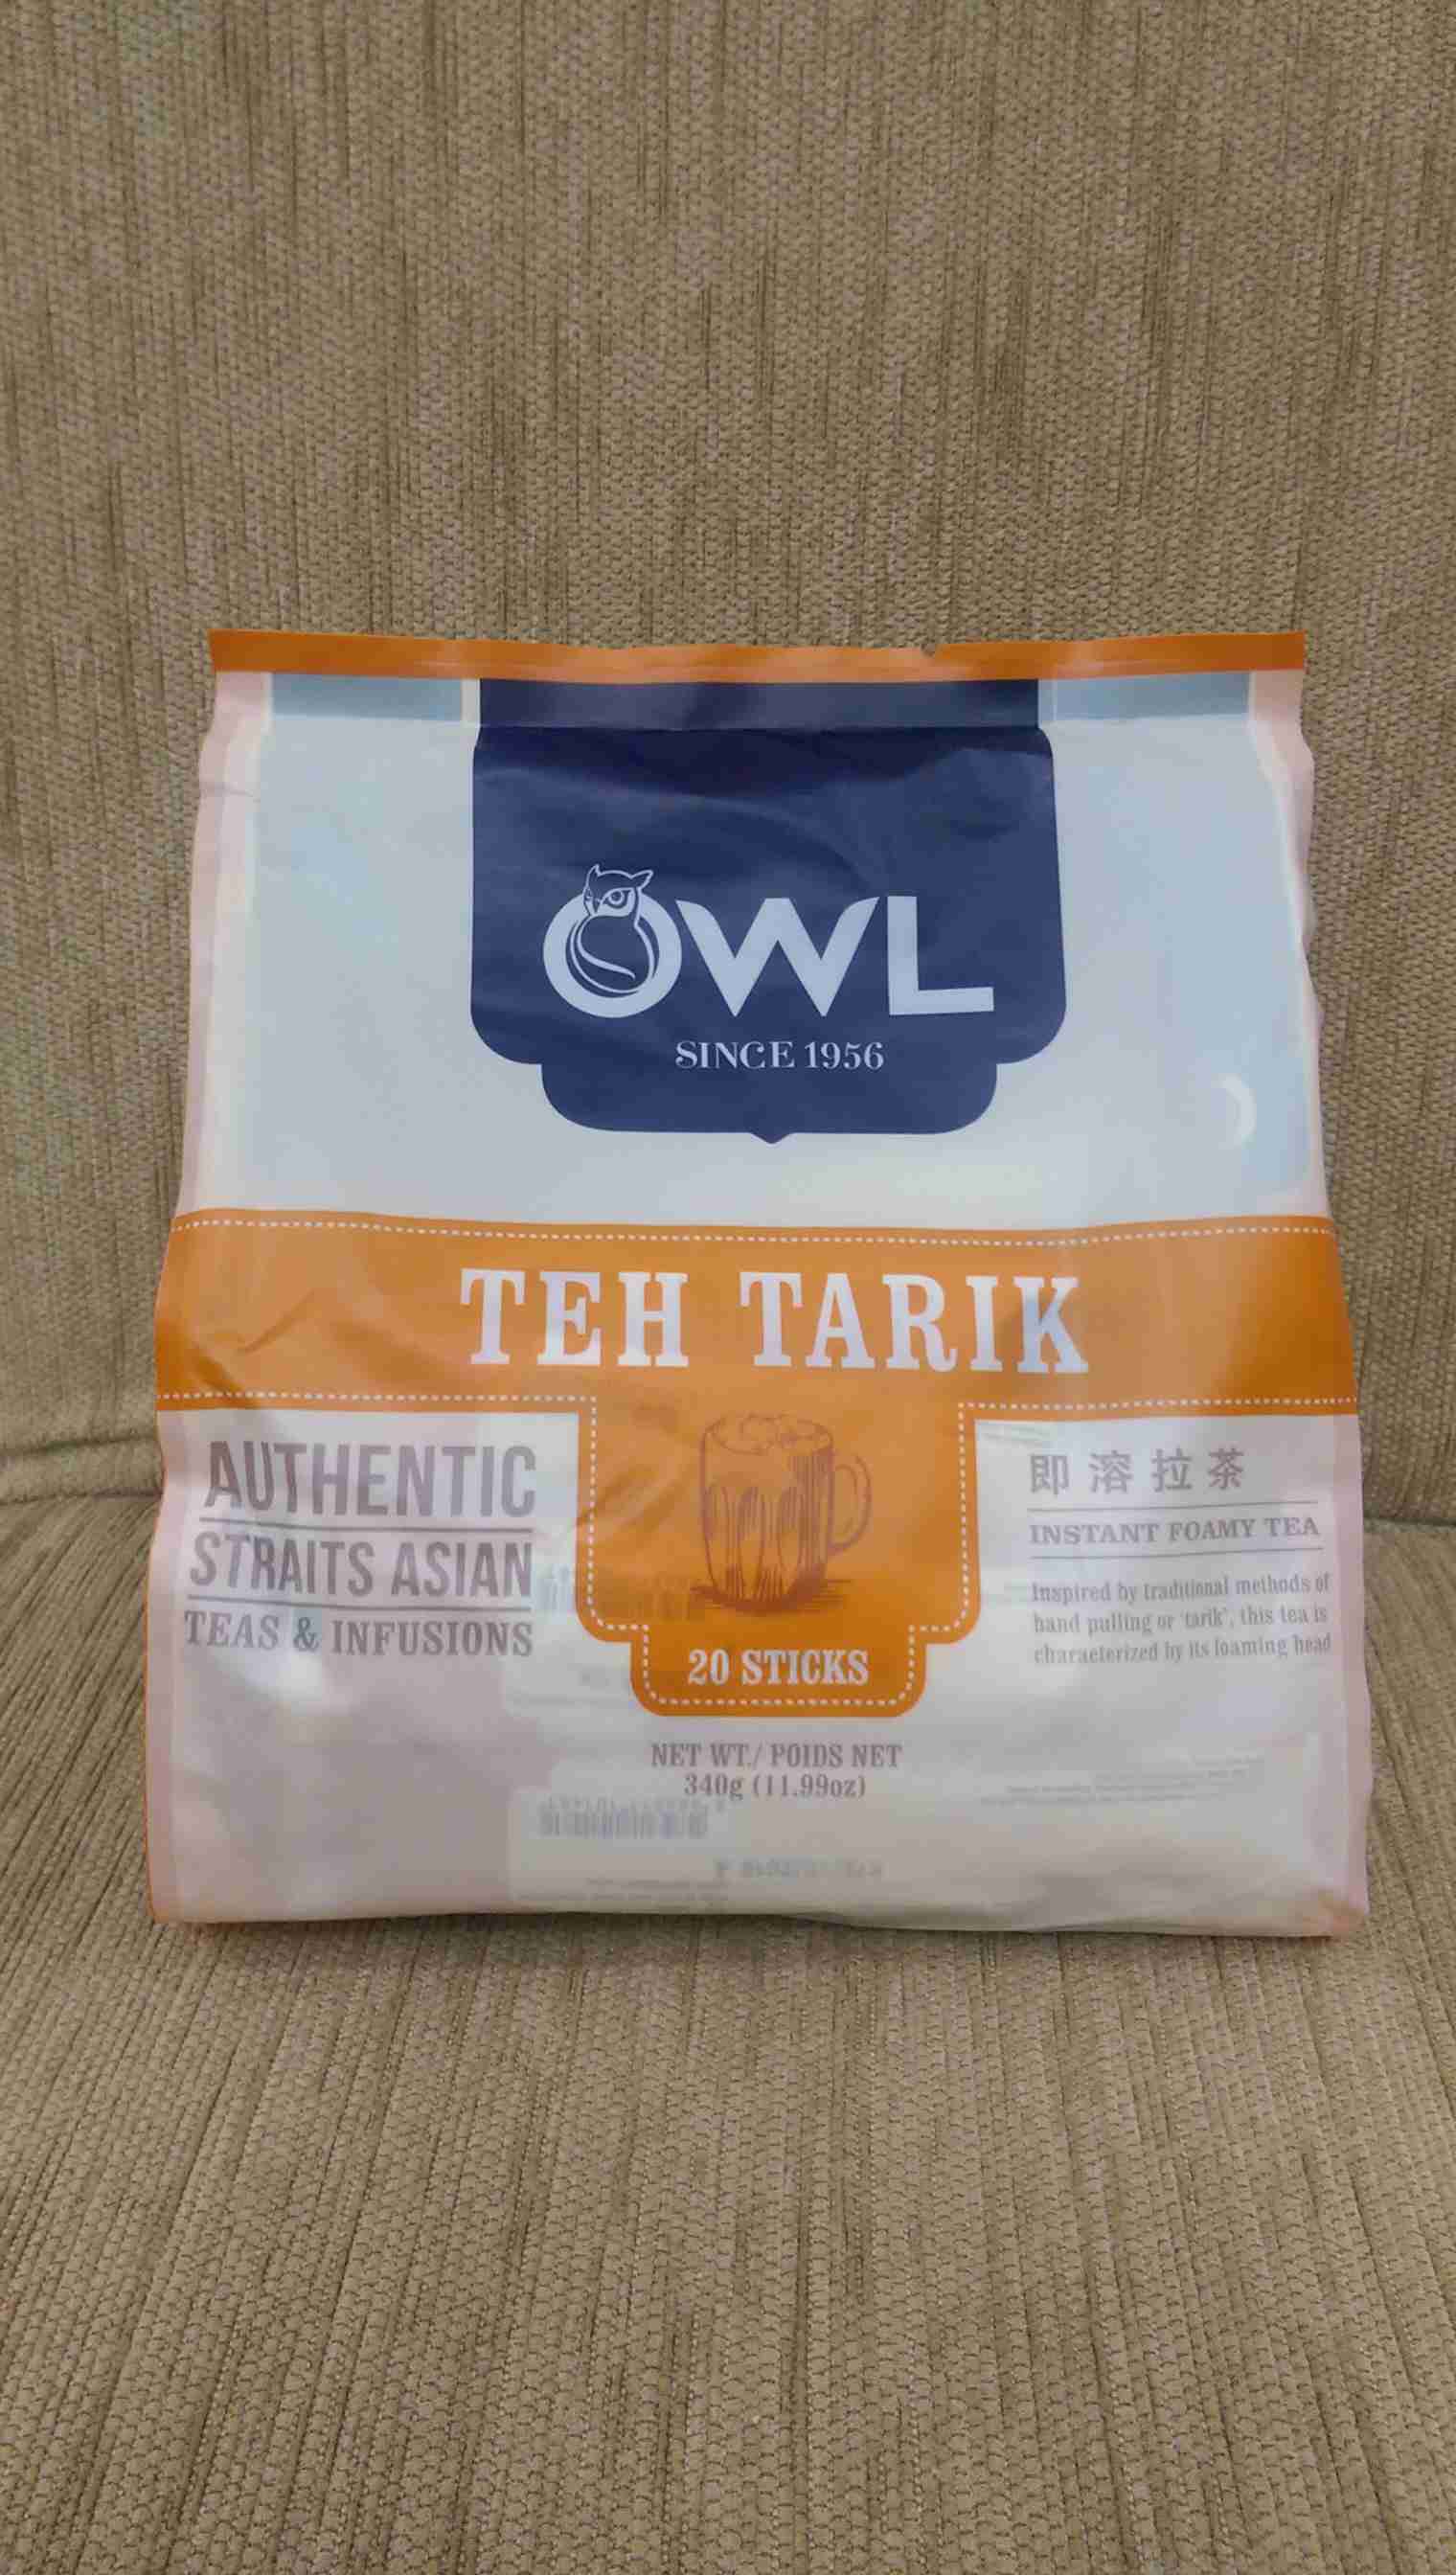 OWL
SINCE 1956
TEH TARIK
AUTHENTIC
STRAITS ASIAN
TEAS & INFUSIONS
20 STICKS
即溶拉茶
INSTANT FOAMY TEA
Inspired by traditional methods of
hand pulling or 'tarik', this tea is
characterized by its foaming head
NET WT./ POIDS NET
340g (11.99oz)